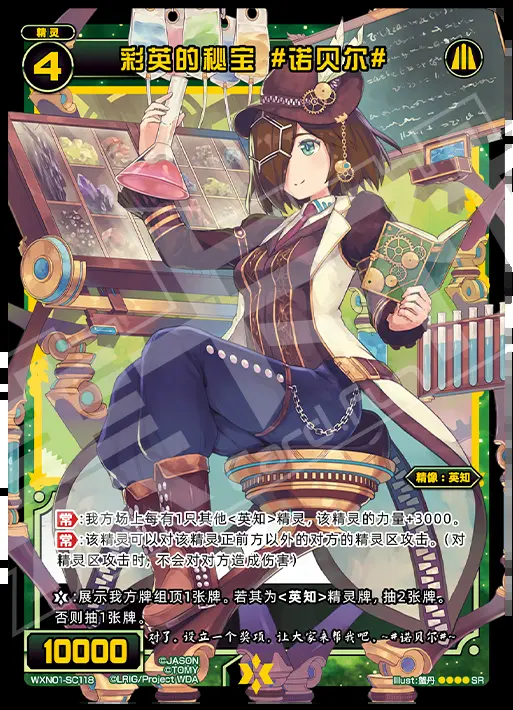 精灵
4
彩英的秘宝 #诺贝尔#
精像：英知
常:我方场上每有1只其他<英知>精灵，该精灵的力量+3000。
常:该精灵可以对该精灵正前方以外的对方的精灵区攻击。（对
精灵区攻击时，不会对对方造成伤害）
:展示我方牌组顶1张牌。若其为<英知>精灵牌，抽2张牌。
否则抽1张牌。
对了，设立一个奖项，让大家来帮我吧。~#诺贝尔#~
10000
©JASON
©TOMY
WXN01-SC118 ©LRIG/Project WDA
Illust:蟹丹 SR